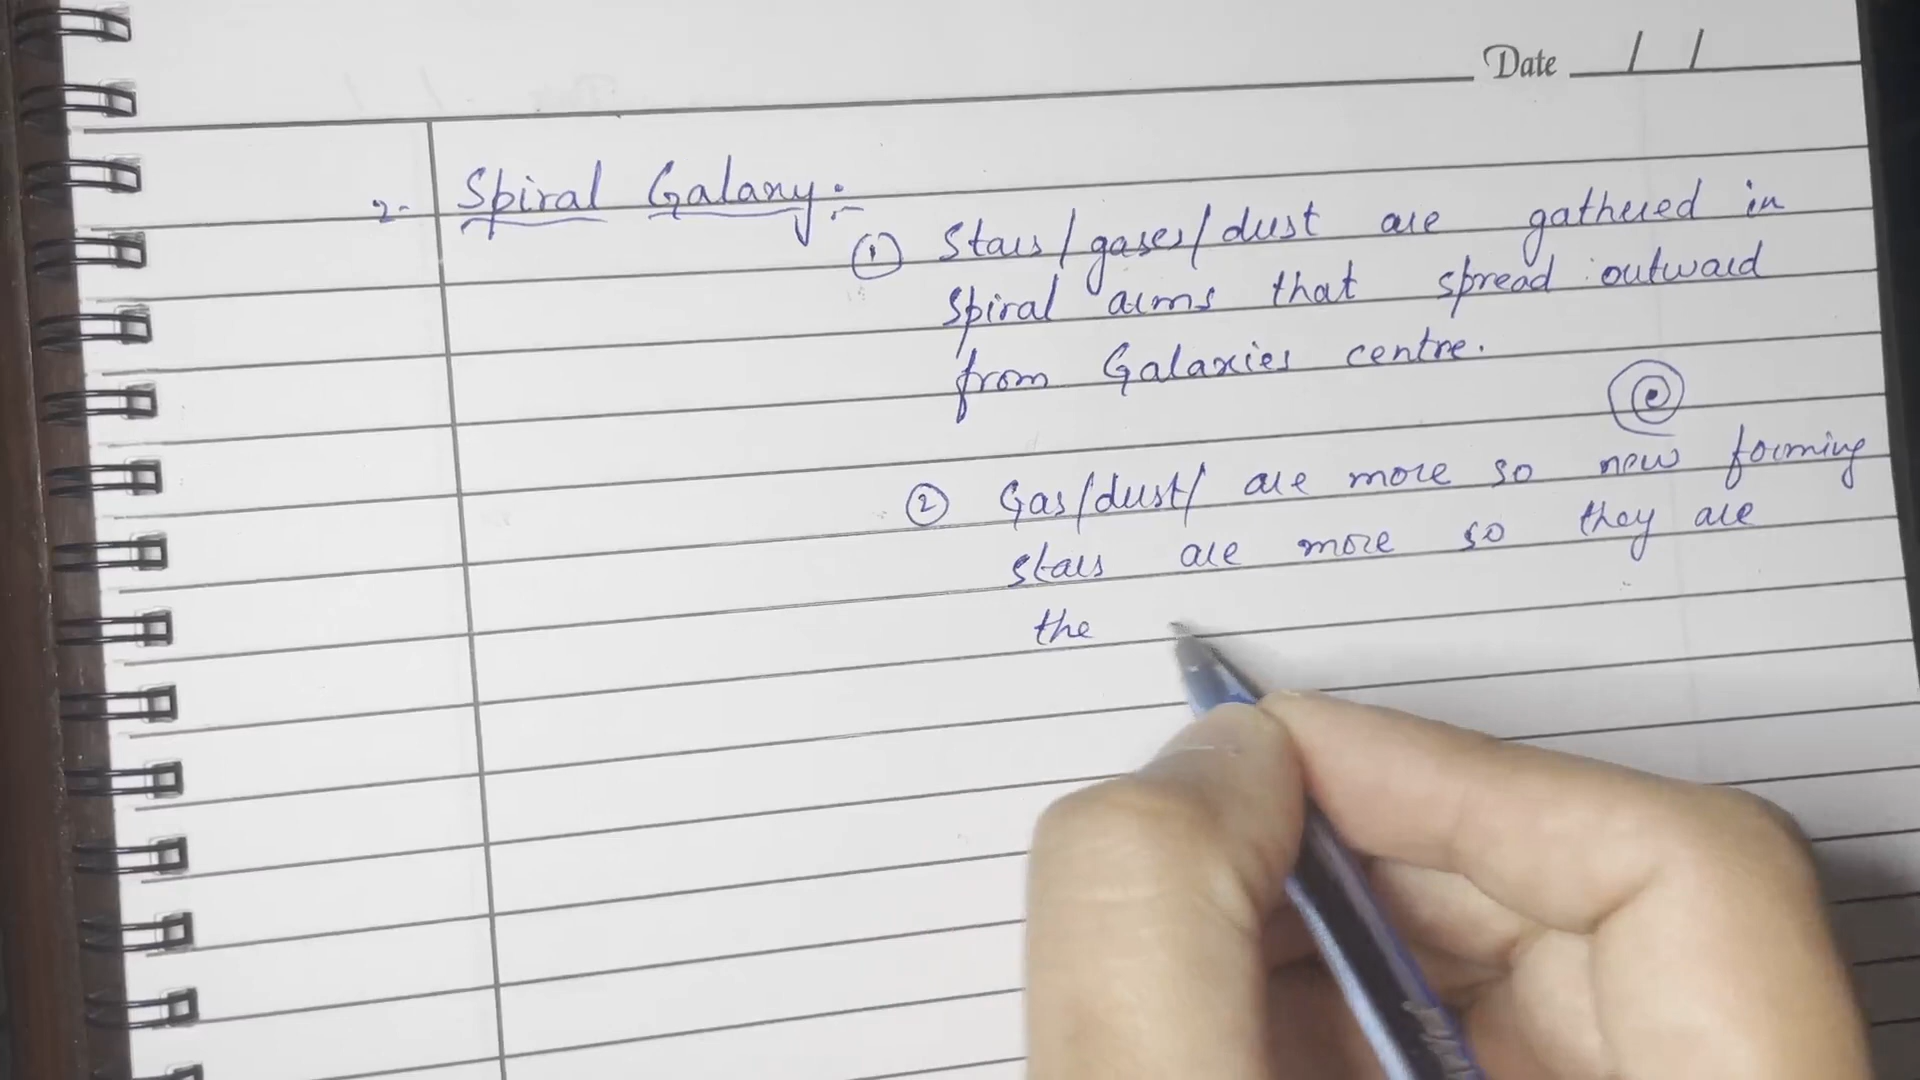 Date / /
2- Spiral Galaxy:-
① Stars/gases/dust are gathered in
spiral arms that spread outward
from Galaxies centre.
② Gas/dust/ are more so new forming
stars are more so they are
the